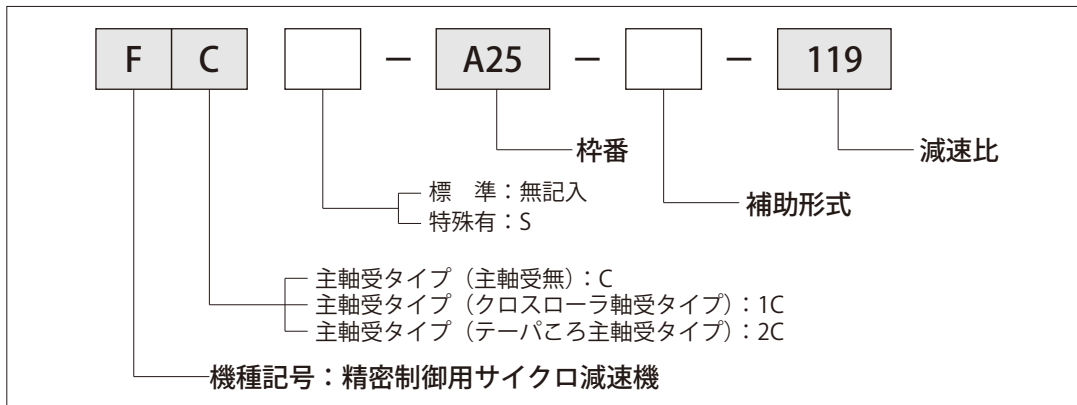 F C － A25 － － 119
枠番
減速比
標　準：無記入
特殊有：S
補助形式
主軸受タイプ（主軸受無）：C
主軸受タイプ（クロスローラ軸受タイプ）：1C
主軸受タイプ（テーパころ主軸受タイプ）：2C
機種記号：精密制御用サイクロ減速機